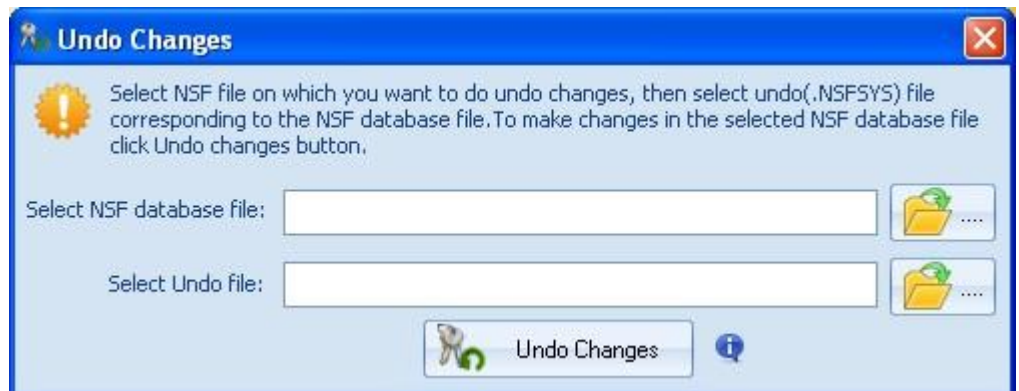 Undo Changes
Select NSF file on which you want to do undo changes, then select undo(.NSFSYS) file
corresponding to the NSF database file.To make changes in the selected NSF database file
click Undo changes button.
Select NSF database file:
....
Select Undo file:
....
Undo Changes